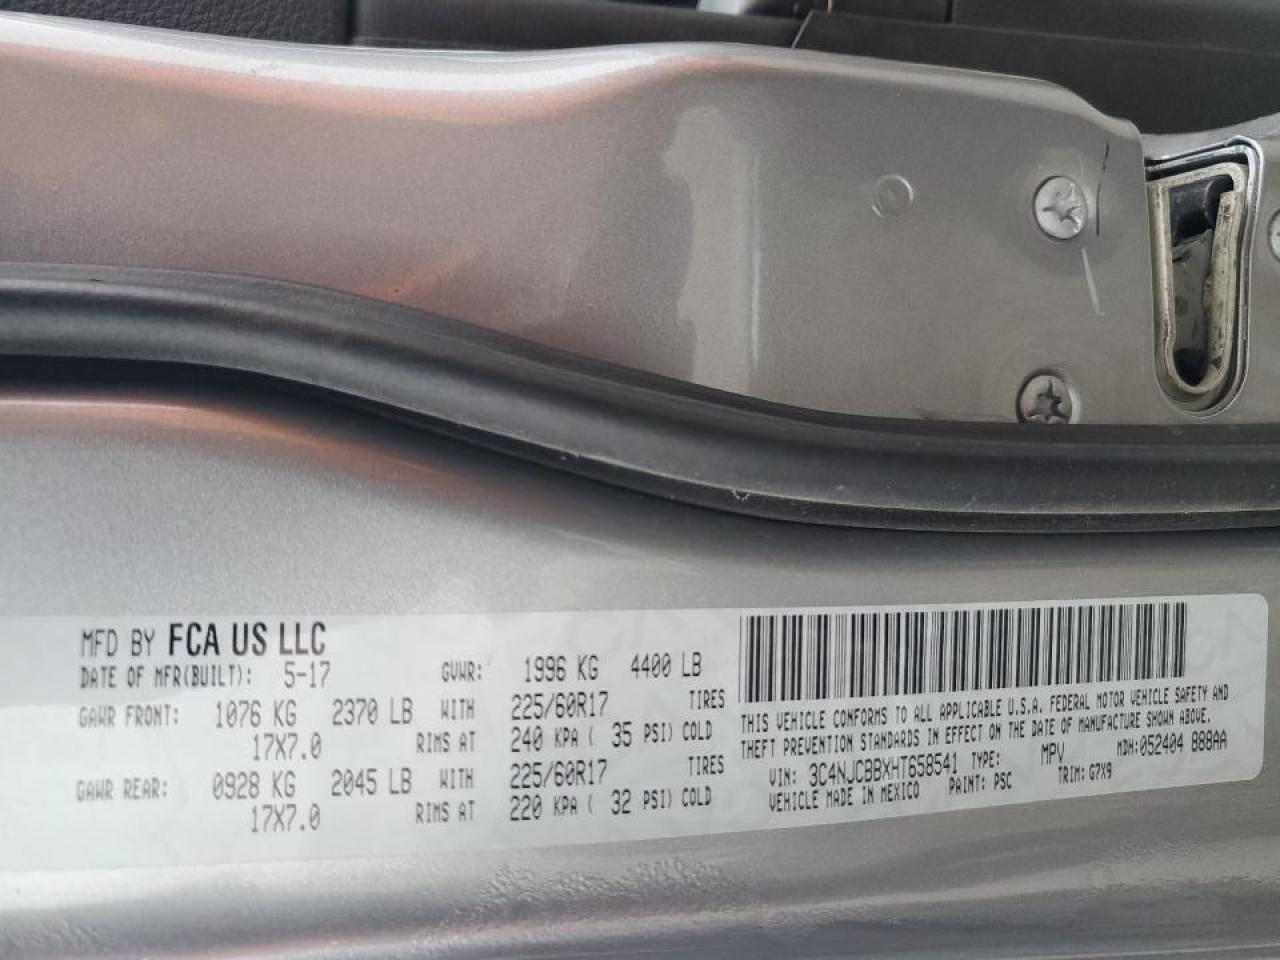 MFD BY FCA US LLC
DATE OF MFR(BUILT): 5-17 GVWR: 1996 KG 4400 LB
GAWR FRONT: 1076 KG 2370 LB WITH 225/60R17 TIRES
17X7.0 RIMS AT 240 KPA ( 35 PSI) COLD
GAWR REAR: 0928 KG 2045 LB WITH 225/60R17 TIRES
17X7.0 RIMS AT 220 KPA ( 32 PSI) COLD
THIS VEHICLE CONFORMS TO ALL APPLICABLE U.S.A. FEDERAL MOTOR VEHICLE SAFETY AND
THEFT PREVENTION STANDARDS IN EFFECT ON THE DATE OF MANUFACTURE SHOWN ABOVE.
VIN: 3C4NJCBBXHT658541 TYPE: MPV MDH:052404 888AA
VEHICLE MADE IN MEXICO PAINT: PSC TRIM: G7X9